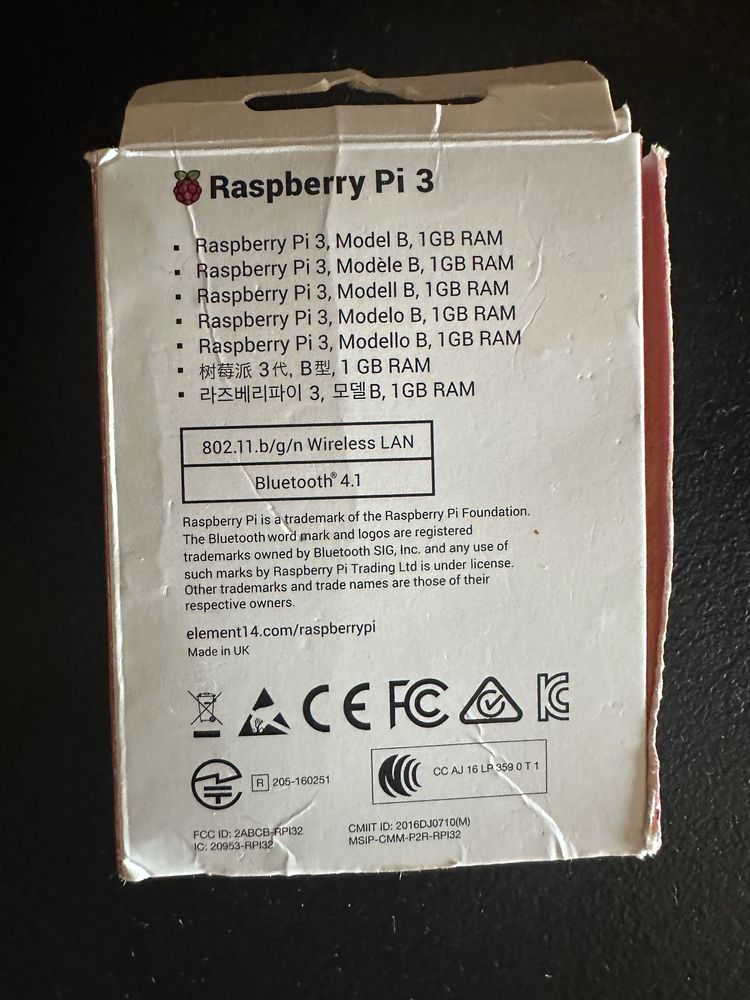 Raspberry Pi 3
▪ Raspberry Pi 3, Model B, 1GB RAM
▪ Raspberry Pi 3, Modèle B, 1GB RAM
▪ Raspberry Pi 3, Modell B, 1GB RAM
▪ Raspberry Pi 3, Modelo B, 1GB RAM
▪ Raspberry Pi 3, Modello B, 1GB RAM
▪ 树莓派 3代, B型, 1 GB RAM
▪ 라즈베리파이 3, 모델 B, 1GB RAM
802.11.b/g/n Wireless LAN
Bluetooth® 4.1
Raspberry Pi is a trademark of the Raspberry Pi Foundation.
The Bluetooth word mark and logos are registered
trademarks owned by Bluetooth SIG, Inc. and any use of
such marks by Raspberry Pi Trading Ltd is under license.
Other trademarks and trade names are those of their
respective owners.
element14.com/raspberrypi
Made in UK
CE FC KC
R 205-160251
CC AJ 16 LP 359 0 T 1
FCC ID: 2ABCB-RPI32
IC: 20953-RPI32
CMIIT ID: 2016DJ0710(M)
MSIP-CMM-P2R-RPI32